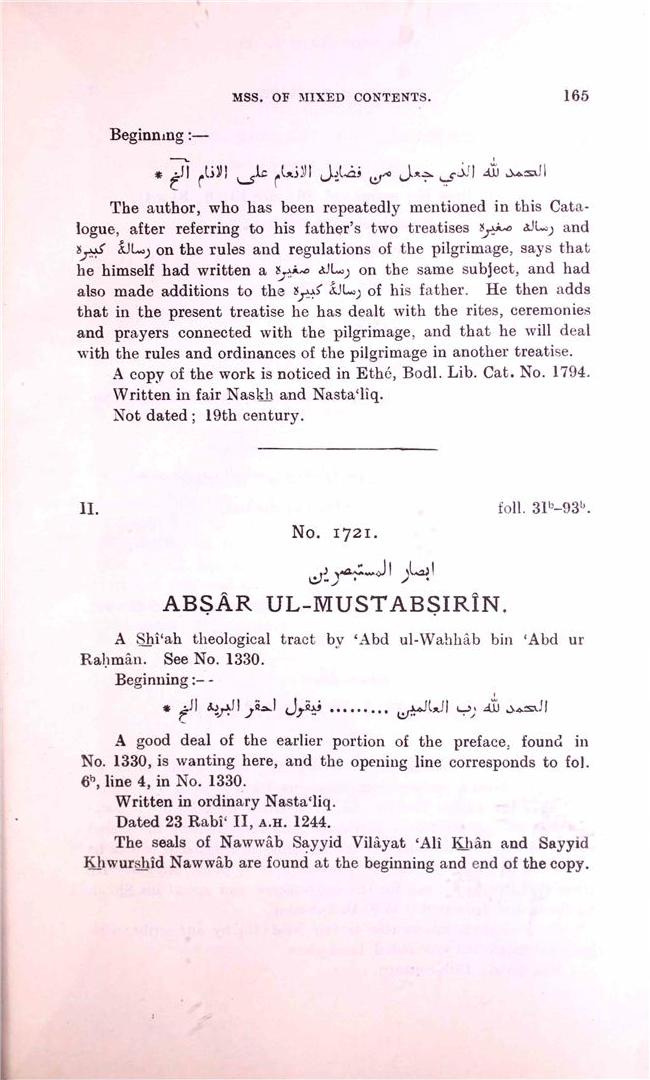 MSS. OF MIXED CONTENTS. 165
Beginning :—
الحمد لله الذي جعل من فضايل الانعام على الانام الخ *
The author, who has been repeatedly mentioned in this Cata-
logue, after referring to his father's two treatises رسالة صغيرة and
رسالۂ كبيرة on the rules and regulations of the pilgrimage, says that
he himself had written a رسالة صغيرة on the same subject, and had
also made additions to the رسالۂ كبيرة of his father. He then adds
that in the present treatise he has dealt with the rites, ceremonies
and prayers connected with the pilgrimage, and that he will deal
with the rules and ordinances of the pilgrimage in another treatise.
A copy of the work is noticed in Ethé, Bodl. Lib. Cat. No. 1794.
Written in fair Naskh and Nasta‘lîq.
Not dated ; 19th century.
II. foll. 31ᵇ–93ᵇ.
No. 1721.
ابصار المستبصرين
ABṢÂR UL-MUSTABṢIRÎN.
A Shî‘ah theological tract by ‘Abd ul-Wahhâb bin ‘Abd ur
Raḥmân. See No. 1330.
Beginning :--
الحمد لله رب العالمين ......... فيقول احقر البريه الخ *
A good deal of the earlier portion of the preface, found in
No. 1330, is wanting here, and the opening line corresponds to fol.
6ᵇ, line 4, in No. 1330.
Written in ordinary Nasta‘liq.
Dated 23 Rabî‘ II, A.H. 1244.
The seals of Nawwâb Sayyid Vilâyat ‘Alî Khân and Sayyid
Khwurshîd Nawwâb are found at the beginning and end of the copy.